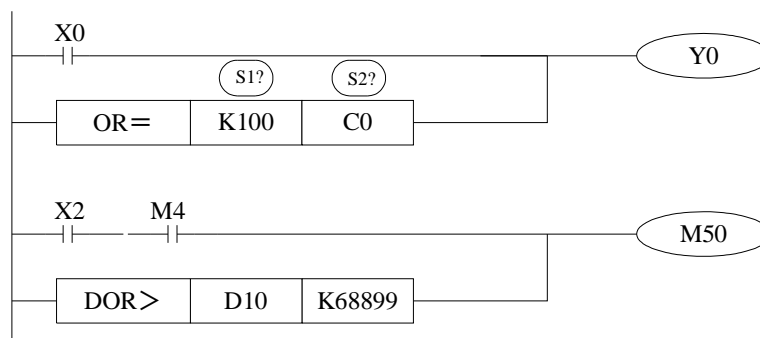 X0
Y0
S1? S2?
OR= K100 C0
X2 M4
M50
DOR> D10 K68899